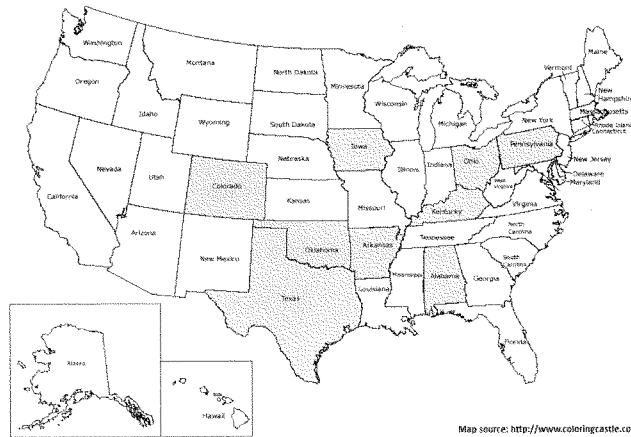 Washington
Oregon
Idaho
Montana
Wyoming
North Dakota
South Dakota
Nebraska
Kansas
Minnesota
Iowa
Missouri
Wisconsin
Illinois
Michigan
Indiana
Ohio
Kentucky
Tennessee
Pennsylvania
New York
Vermont
Maine
New
Hampshire
Massachusetts
Rhode Island
Connecticut
New Jersey
Delaware
Maryland
West
Virginia
Virginia
North
Carolina
South
Carolina
Georgia
Florida
Alabama
Mississippi
Louisiana
Arkansas
Oklahoma
Texas
New Mexico
Colorado
Utah
Arizona
Nevada
California
Alaska
Hawaii
Map source: http://www.coloringcastle.co